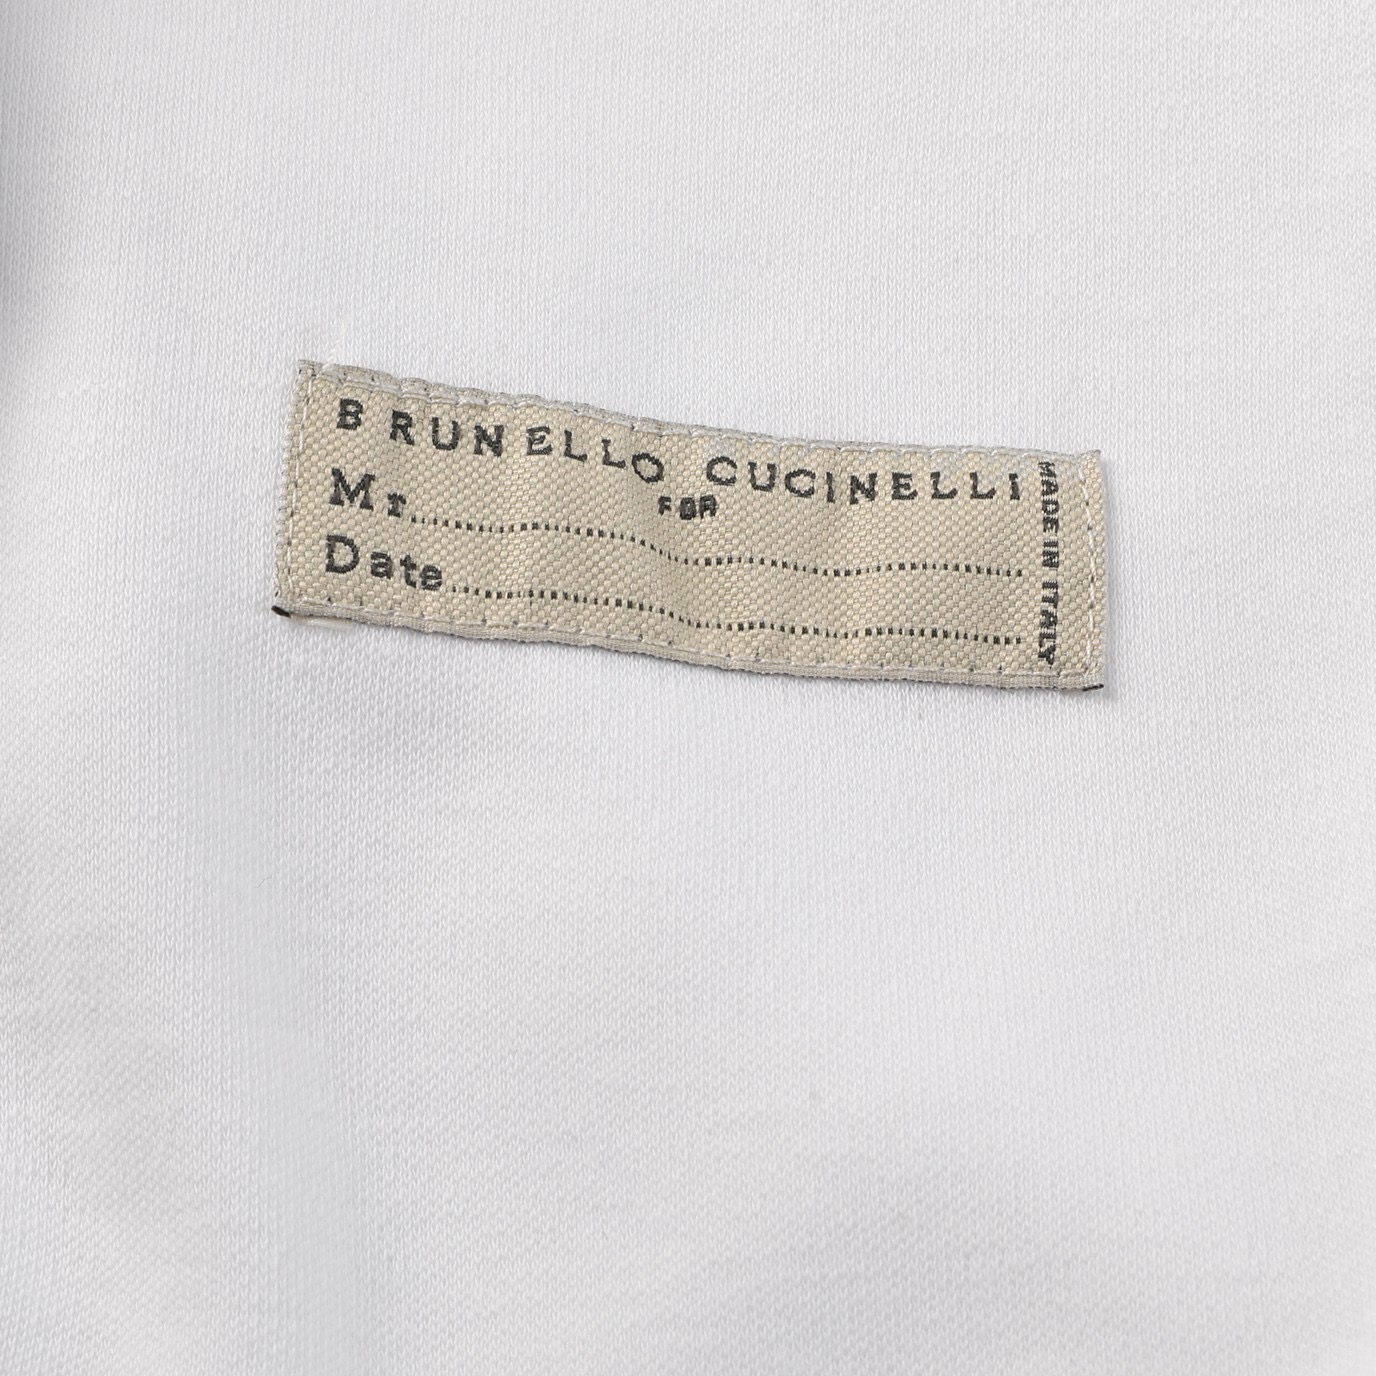 BRUNELLO CUCINELLI
FOR
Mr........................................................
Date........................................................
MADE IN ITALY